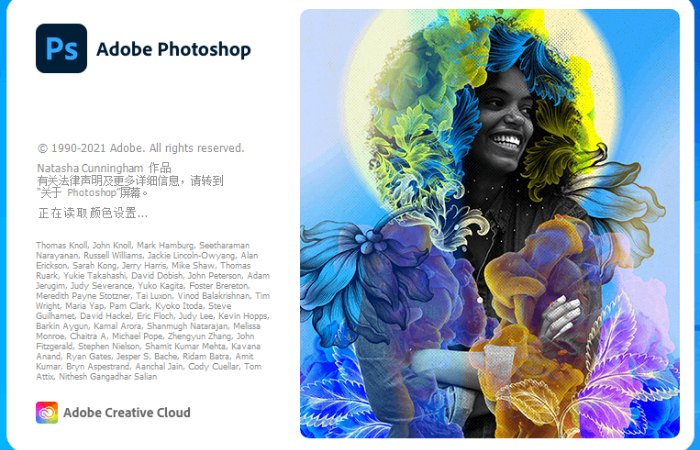 Ps Adobe Photoshop
© 1990-2021 Adobe. All rights reserved.
Natasha Cunningham 作品
有关法律声明及更多详细信息，请转到
“关于 Photoshop”屏幕。
正在读取颜色设置...
Thomas Knoll, John Knoll, Mark Hamburg, Seetharaman
Narayanan, Russell Williams, Jackie Lincoln-Owyang, Alan
Erickson, Sarah Kong, Jerry Harris, Mike Shaw, Thomas
Ruark, Yukie Takahashi, David Dobish, John Peterson, Adam
Jerugim, Judy Severance, Yuko Kagita, Foster Brereton,
Meredith Payne Stotzner, Tai Luxon, Vinod Balakrishnan, Tim
Wright, Maria Yap, Pam Clark, Kyoko Itoda, Steve
Guilhamet, David Hackel, Eric Floch, Judy Lee, Kevin Hopps,
Barkin Aygun, Kamal Arora, Shanmugh Natarajan, Melissa
Monroe, Chaitra A, Michael Pope, Zhengyun Zhang, John
Fitzgerald, Stephen Nielson, Shamit Kumar Mehta, Kavana
Anand, Ryan Gates, Jesper S. Bache, Ridam Batra, Amit
Kumar, Bryn Aspestrand, Aanchal Jain, Cody Cuellar, Tom
Attix, Nithesh Gangadhar Salian
Adobe Creative Cloud